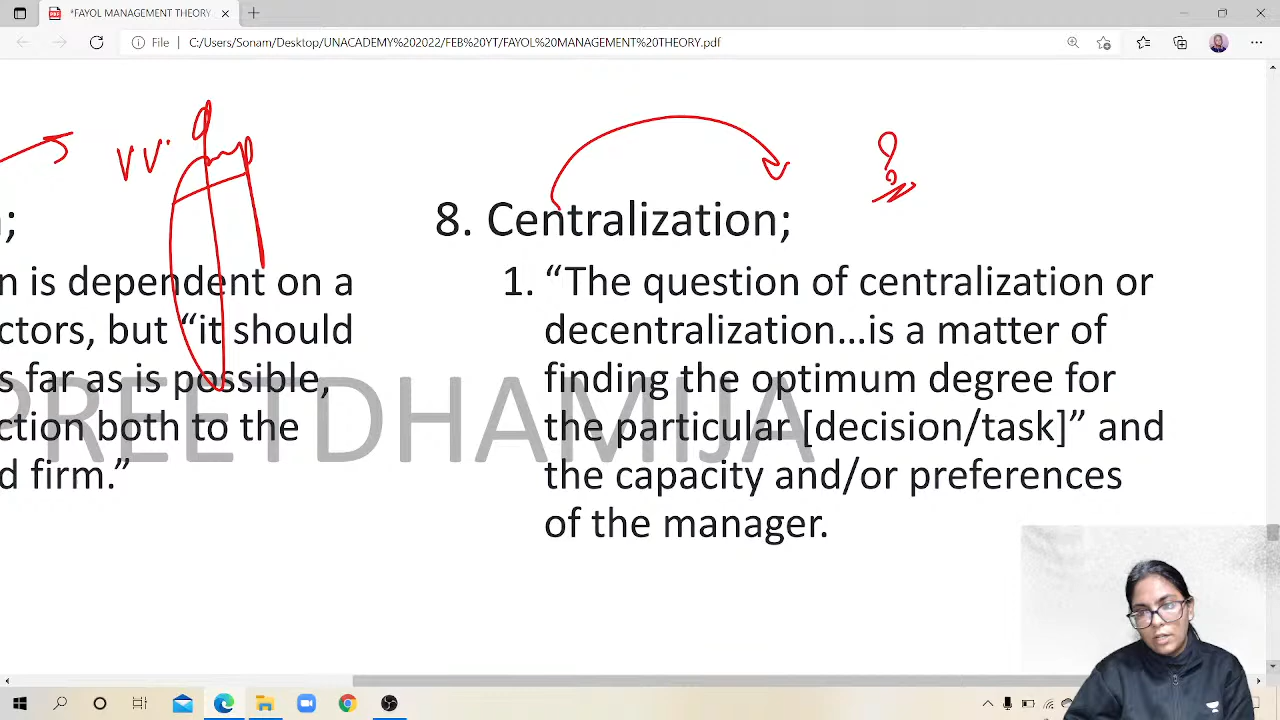 *FAYOL MANAGEMENT THEORY
File
C:/Users/Sonam/Desktop/UNACADEMY%202022/FEB%20YT/FAYOL%20MANAGEMENT%20THEORY.pdf
VV.
imp
;
n is dependent on a
ctors, but “it should
s far as is possible,
ction both to the
d firm.”
8. Centralization;
?
1. “The question of centralization or
decentralization...is a matter of
finding the optimum degree for
the particular [decision/task]” and
the capacity and/or preferences
of the manager.
PREETDHAMIJA